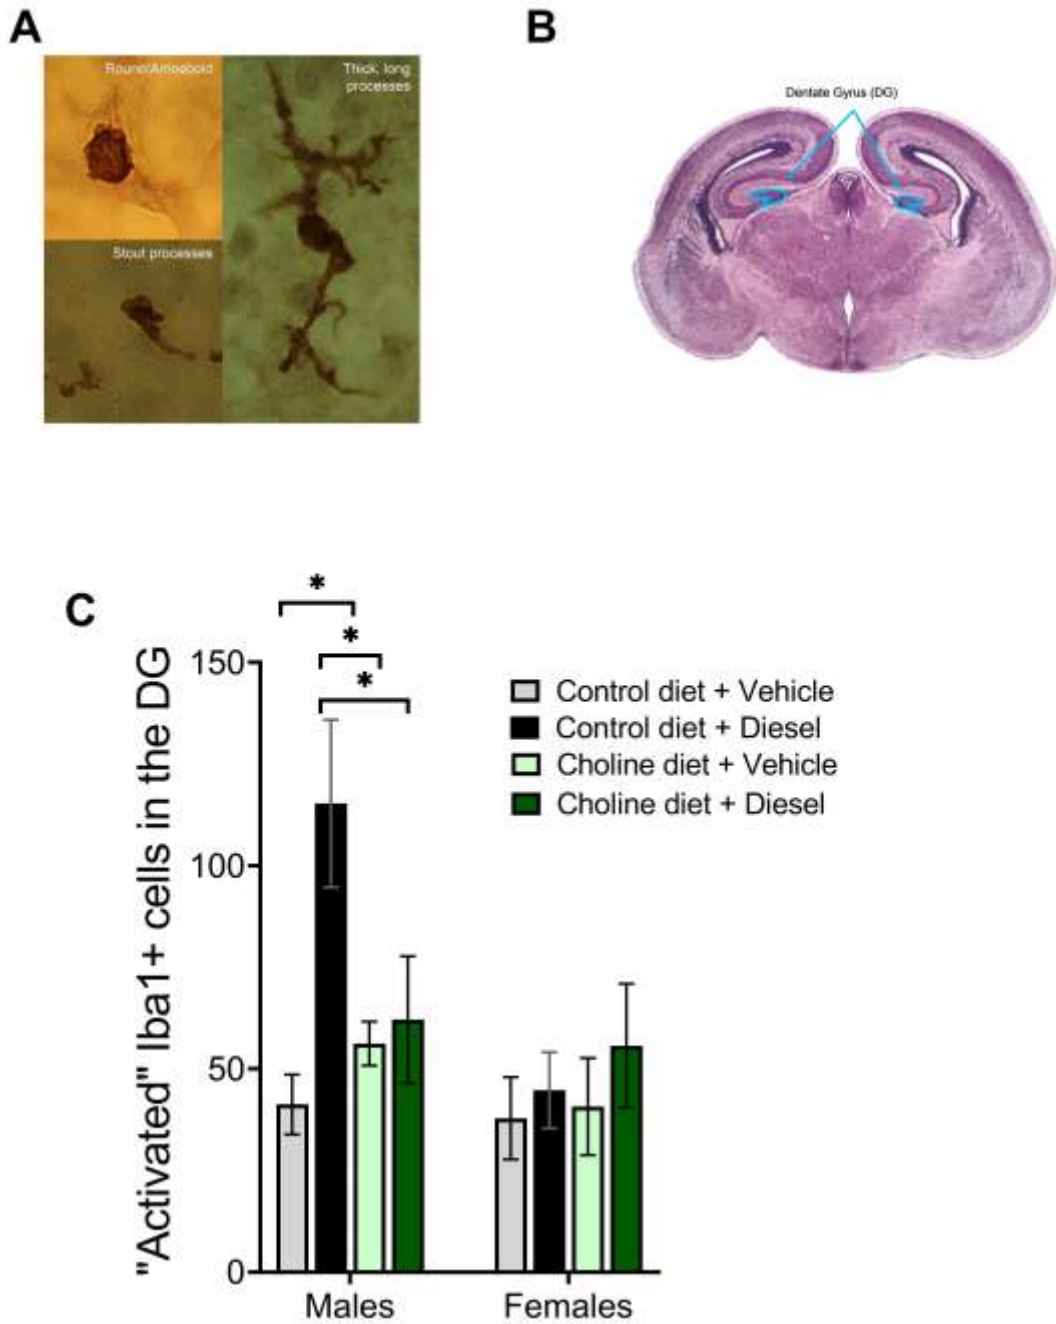 A
B
Round/Amoeboid
Thick, long
processes
Stout processes
Dentate Gyrus (DG)
C
*
*
*
"Activated" Iba1+ cells in the DG
150
100
50
0
Control diet + Vehicle
Control diet + Diesel
Choline diet + Vehicle
Choline diet + Diesel
Males
Females